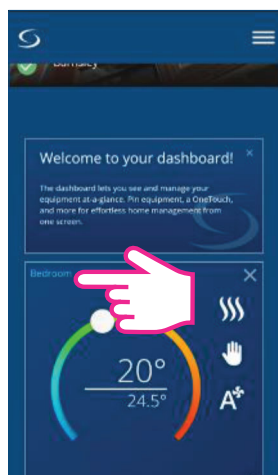 Barnsley
Welcome to your dashboard!
The dashboard lets you see and manage your
equipment at-a-glance. Pin equipment, a OneTouch,
and more for effortless home management from
one screen.
Bedroom
20°
24.5°
A